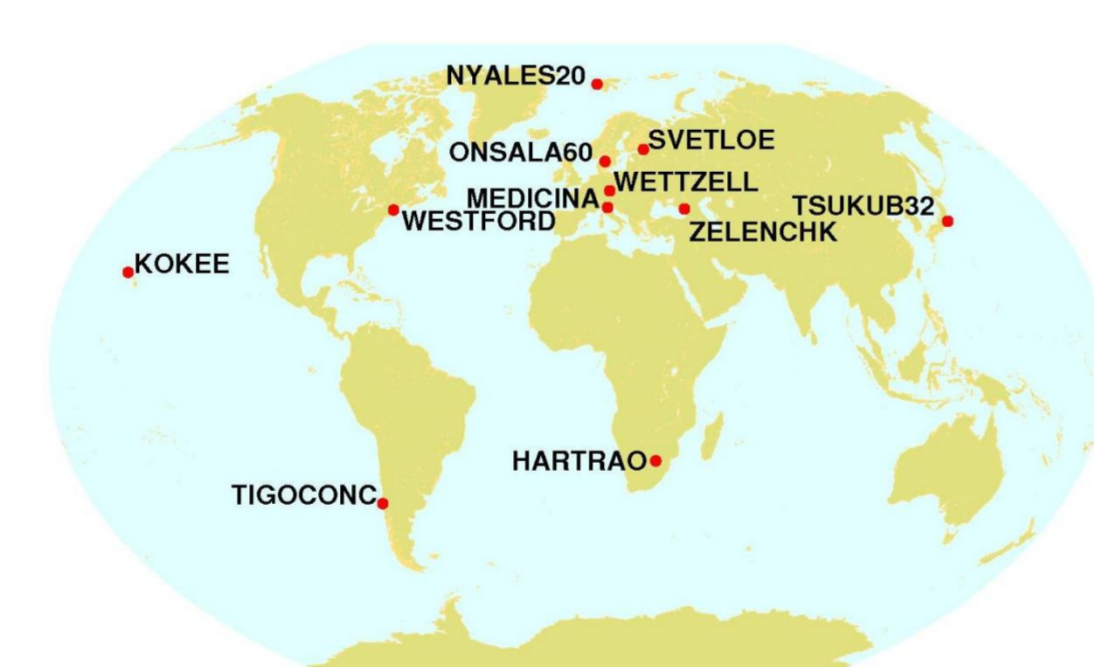 NYALES20
SVETLOE
ONSALA60
WETTZELL
MEDICINA
TSUKUB32
WESTFORD
ZELENCHK
KOKEE
HARTRAO
TIGOCONC